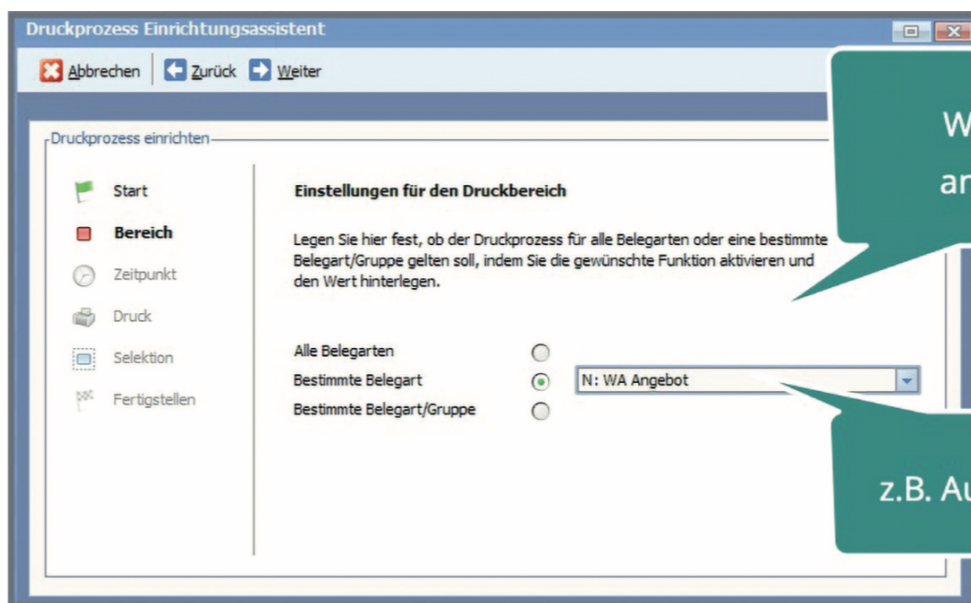 Druckprozess Einrichtungsassistent
Abbrechen Zurück Weiter
Druckprozess einrichten
Start
Bereich
Zeitpunkt
Druck
Selektion
Fertigstellen
Einstellungen für den Druckbereich
Legen Sie hier fest, ob der Druckprozess für alle Belegarten oder eine bestimmte
Belegart/Gruppe gelten soll, indem Sie die gewünschte Funktion aktivieren und
den Wert hinterlegen.
Alle Belegarten
Bestimmte Belegart N: WA Angebot
Bestimmte Belegart/Gruppe
z.B.